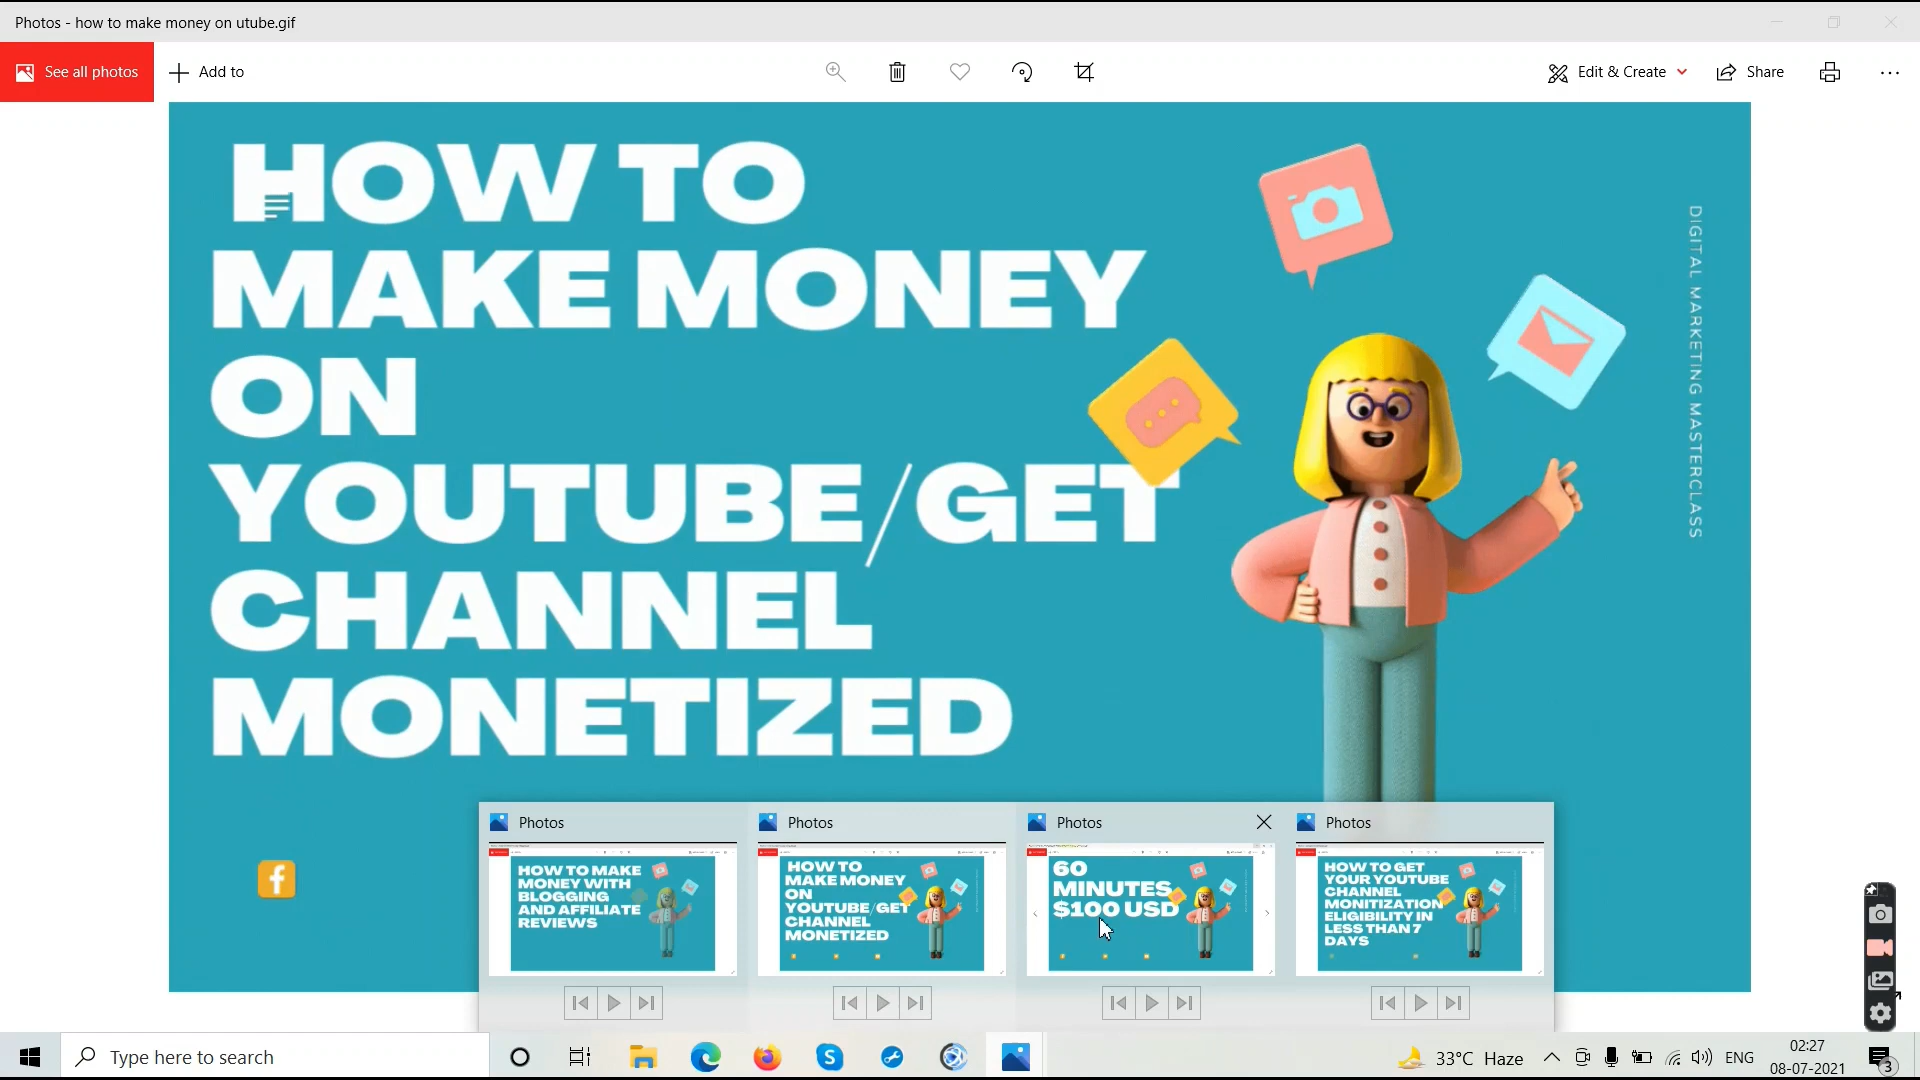 Photos - how to make money on utube.gif
See all photos
Add to
Edit & Create
Share
HOW TO
MAKE MONEY
ON
YOUTUBE/GET
CHANNEL
MONETIZED
DIGITAL MARKETING MASTERCLASS
f
Photos
HOW TO MAKE
MONEY WITH
BLOGGING
AND AFFILIATE
REVIEWS
Photos
HOW TO
MAKE MONEY
ON
YOUTUBE/GET
CHANNEL
MONETIZED
Photos
60
MINUTES
$100 USD
Photos
HOW TO GET
YOUR YOUTUBE
CHANNEL
MONITIZATION
ELIGIBILITY IN
LESS THAN 7
DAYS
Type here to search
33°C Haze
ENG
02:27
08-07-2021
3